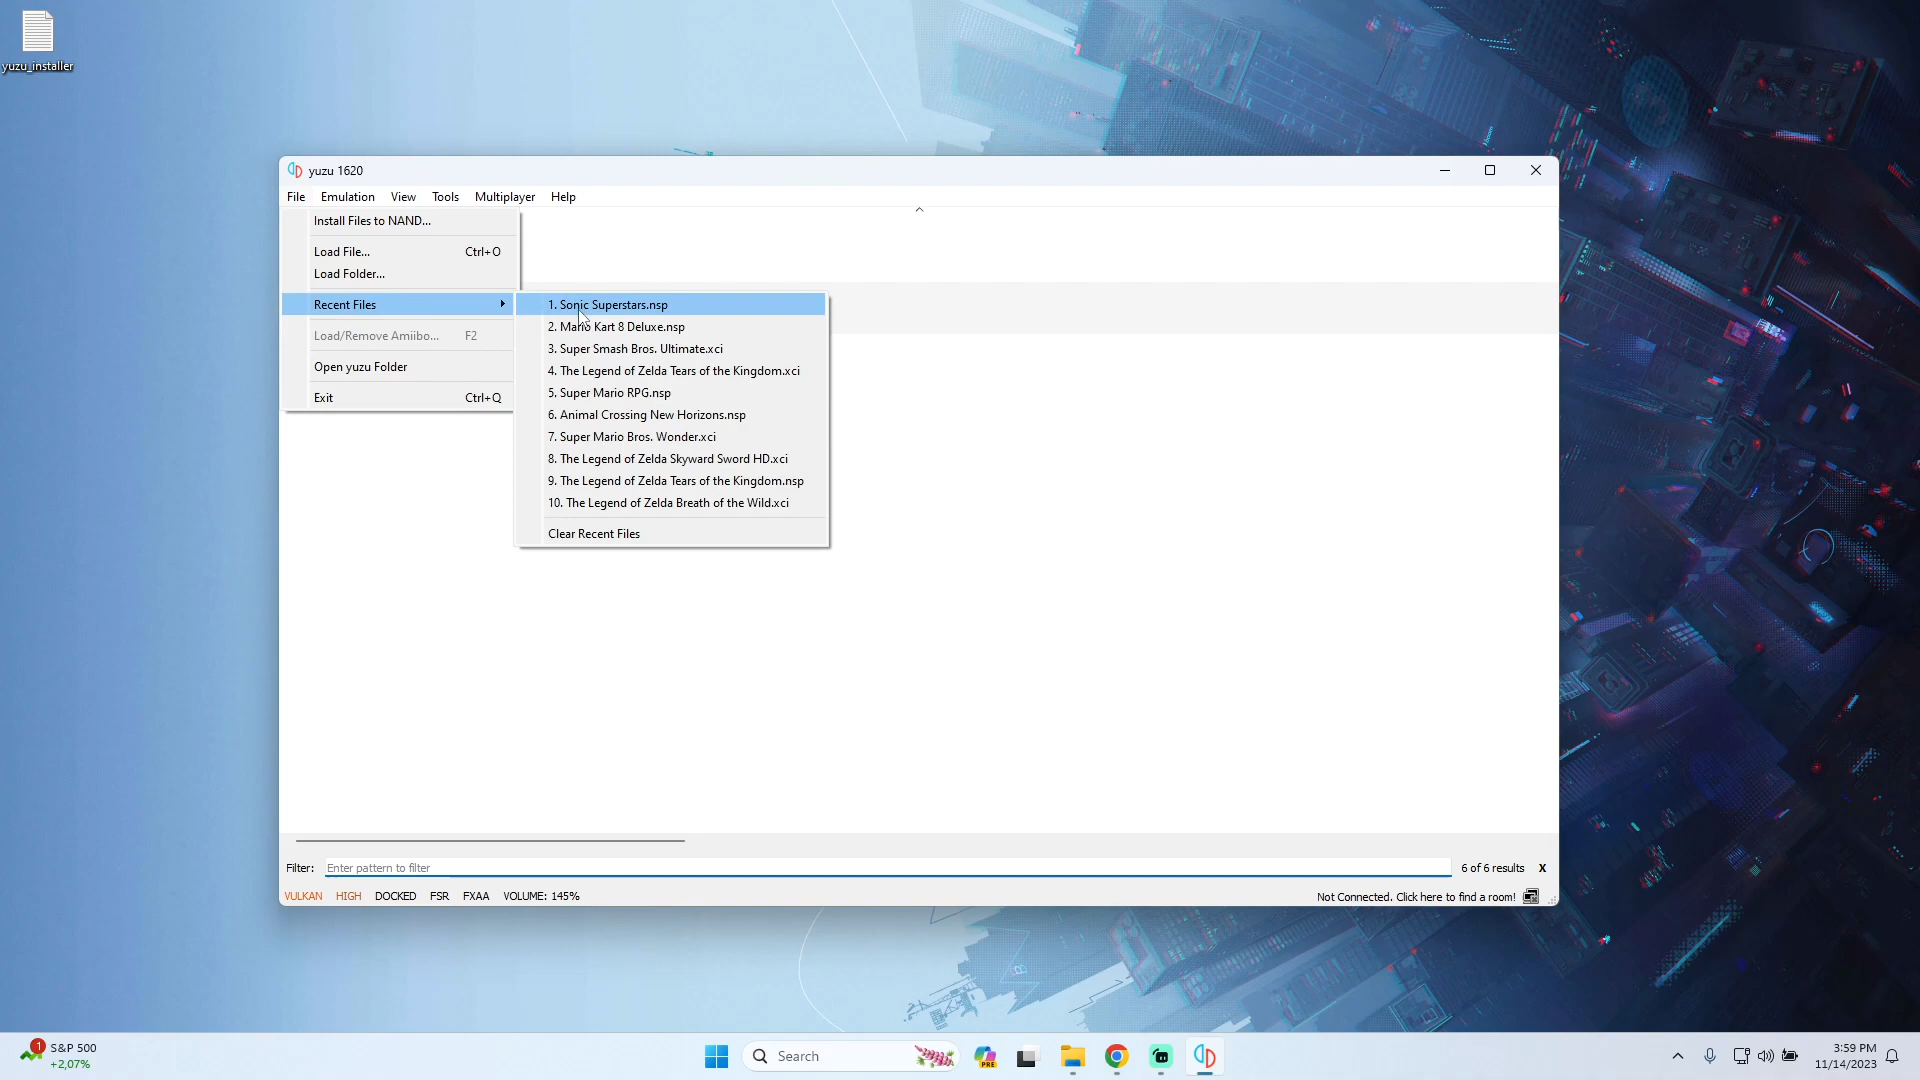 yuzu_installer
yuzu 1620
File Emulation View Tools Multiplayer Help
Install Files to NAND...
Load File... Ctrl+O
Load Folder...
Recent Files
Load/Remove Amiibo... F2
Open yuzu Folder
Exit Ctrl+Q
1. Sonic Superstars.nsp
2. Mario Kart 8 Deluxe.nsp
3. Super Smash Bros. Ultimate.xci
4. The Legend of Zelda Tears of the Kingdom.xci
5. Super Mario RPG.nsp
6. Animal Crossing New Horizons.nsp
7. Super Mario Bros. Wonder.xci
8. The Legend of Zelda Skyward Sword HD.xci
9. The Legend of Zelda Tears of the Kingdom.nsp
10. The Legend of Zelda Breath of the Wild.xci
Clear Recent Files
Filter: Enter pattern to filter 6 of 6 results X
VULKAN HIGH DOCKED FSR FXAA VOLUME: 145% Not Connected. Click here to find a room!
1 S&P 500
+2,07%
Search
PRE
3:59 PM
11/14/2023